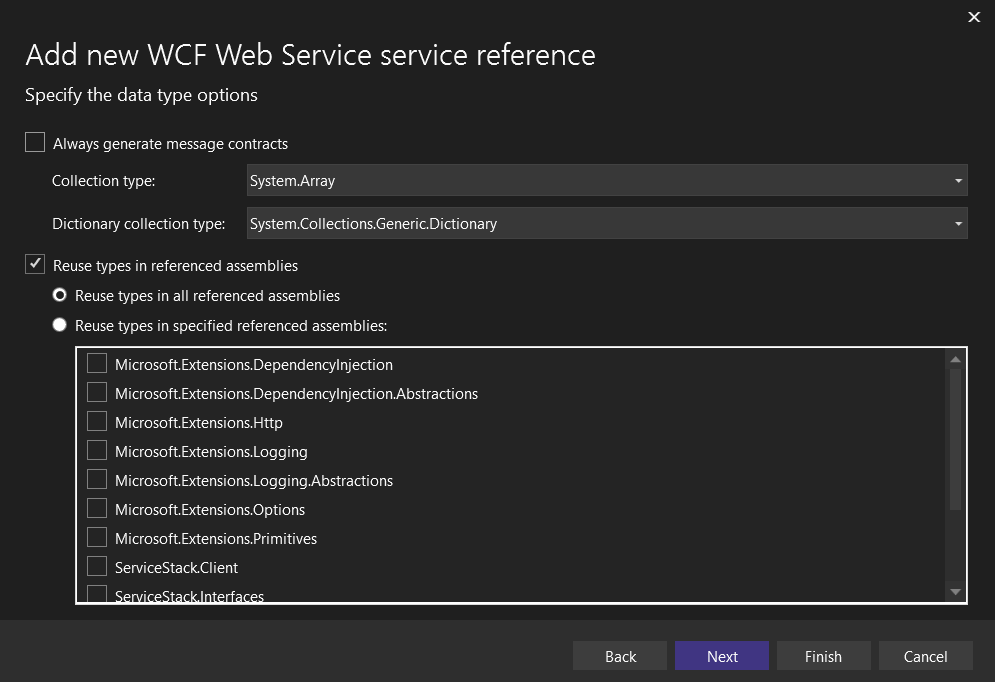 Add new WCF Web Service service reference
Specify the data type options
Always generate message contracts
Collection type:
System.Array
Dictionary collection type:
System.Collections.Generic.Dictionary
Reuse types in referenced assemblies
Reuse types in all referenced assemblies
Reuse types in specified referenced assemblies:
Microsoft.Extensions.DependencyInjection
Microsoft.Extensions.DependencyInjection.Abstractions
Microsoft.Extensions.Http
Microsoft.Extensions.Logging
Microsoft.Extensions.Logging.Abstractions
Microsoft.Extensions.Options
Microsoft.Extensions.Primitives
ServiceStack.Client
ServiceStack.Interfaces
Back
Next
Finish
Cancel